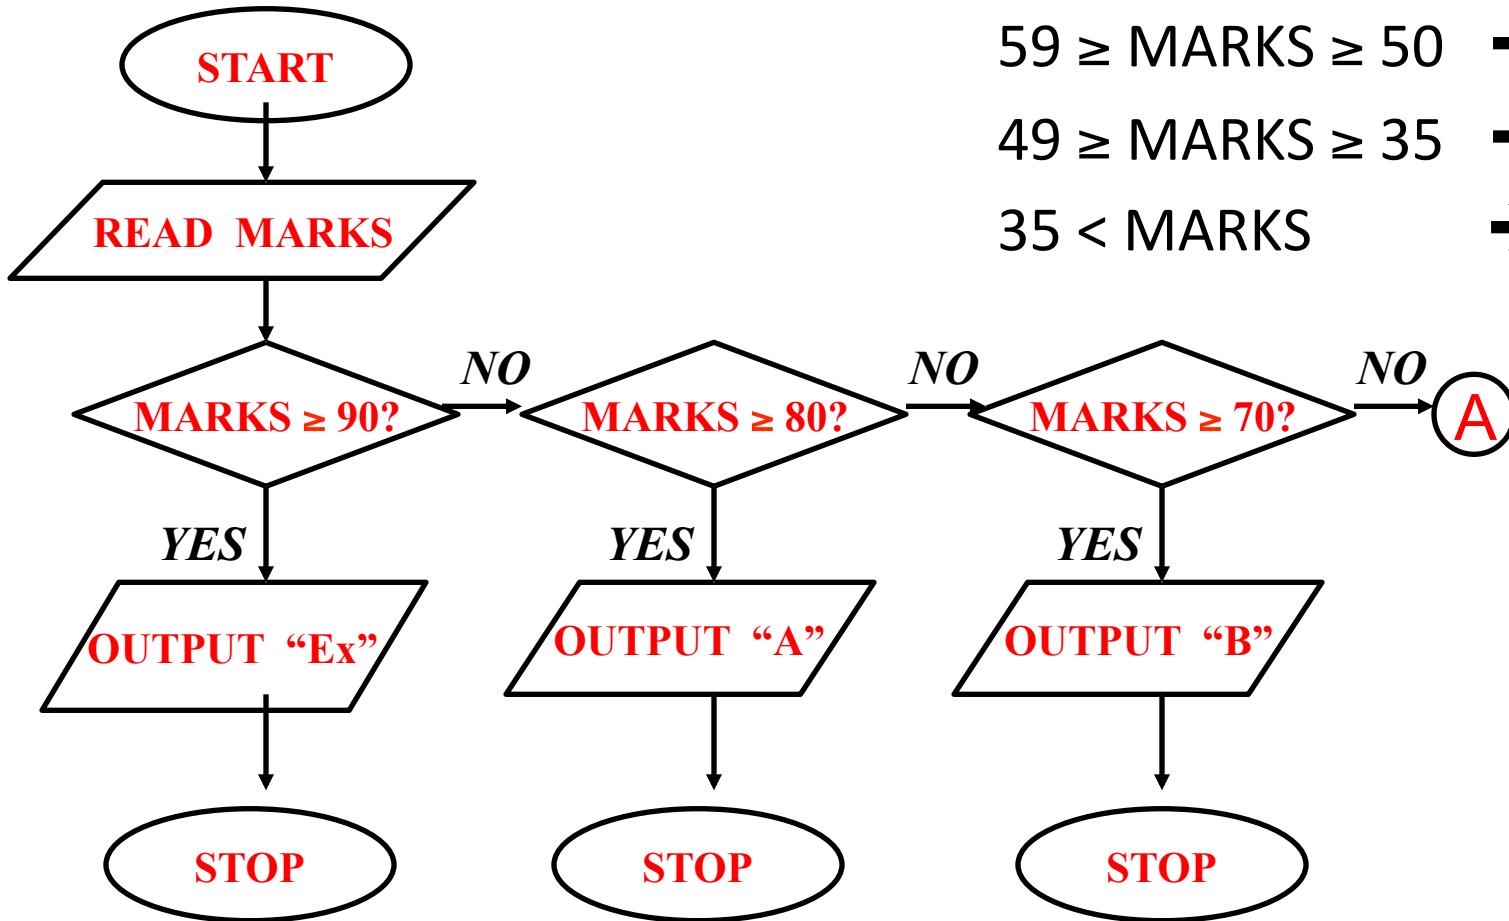 START
59 ≥ MARKS ≥ 50
49 ≥ MARKS ≥ 35
35 < MARKS
READ MARKS
NO
NO
NO
MARKS ≥ 90?
MARKS ≥ 80?
MARKS ≥ 70?
A
YES
YES
YES
OUTPUT “Ex”
OUTPUT “A”
OUTPUT “B”
STOP
STOP
STOP